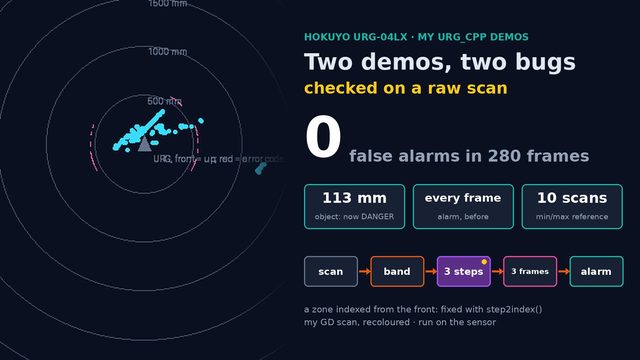 1500 mm
1000 mm
500 mm
URG, front = up, red = error code
HOKUYO URG-04LX · MY URG_CPP DEMOS
Two demos, two bugs
checked on a raw scan
0 false alarms in 280 frames
113 mm
object: now DANGER
every frame
alarm, before
10 scans
min/max reference
scan
band
3 steps
3 frames
alarm
a zone indexed from the front: fixed with step2index()
my GD scan, recoloured · run on the sensor